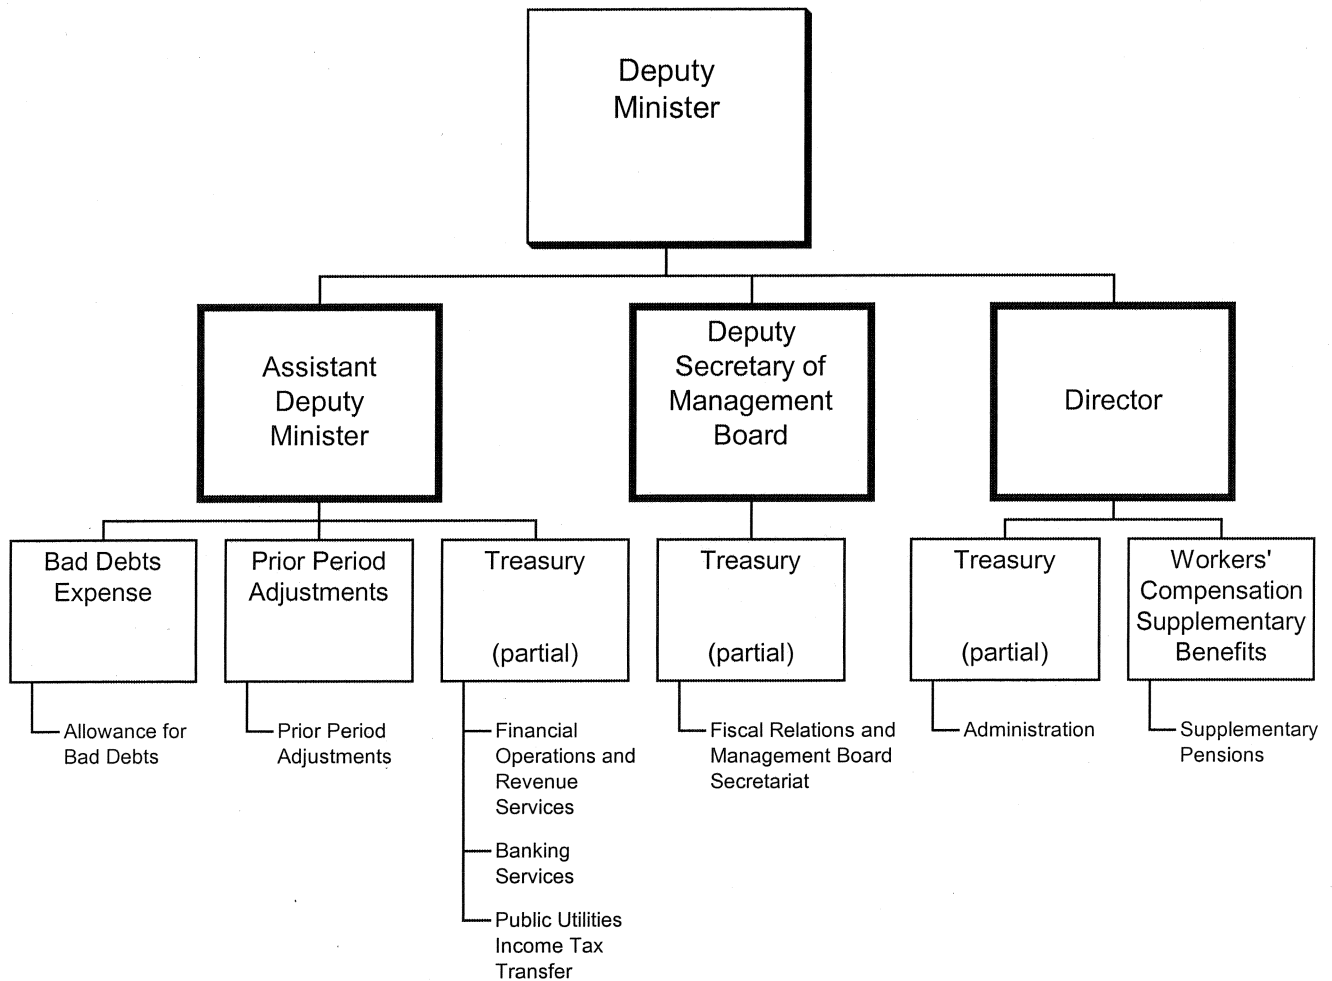 Deputy
Minister
Assistant
Deputy
Minister
Deputy
Secretary of
Management
Board
Director
Bad Debts
Expense
Prior Period
Adjustments
Treasury
(partial)
Treasury
(partial)
Treasury
(partial)
Workers'
Compensation
Supplementary
Benefits
Allowance for
Bad Debts
Prior Period
Adjustments
Financial
Operations and
Revenue
Services
Banking
Services
Public Utilities
Income Tax
Transfer
Fiscal Relations and
Management Board
Secretariat
Administration
Supplementary
Pensions